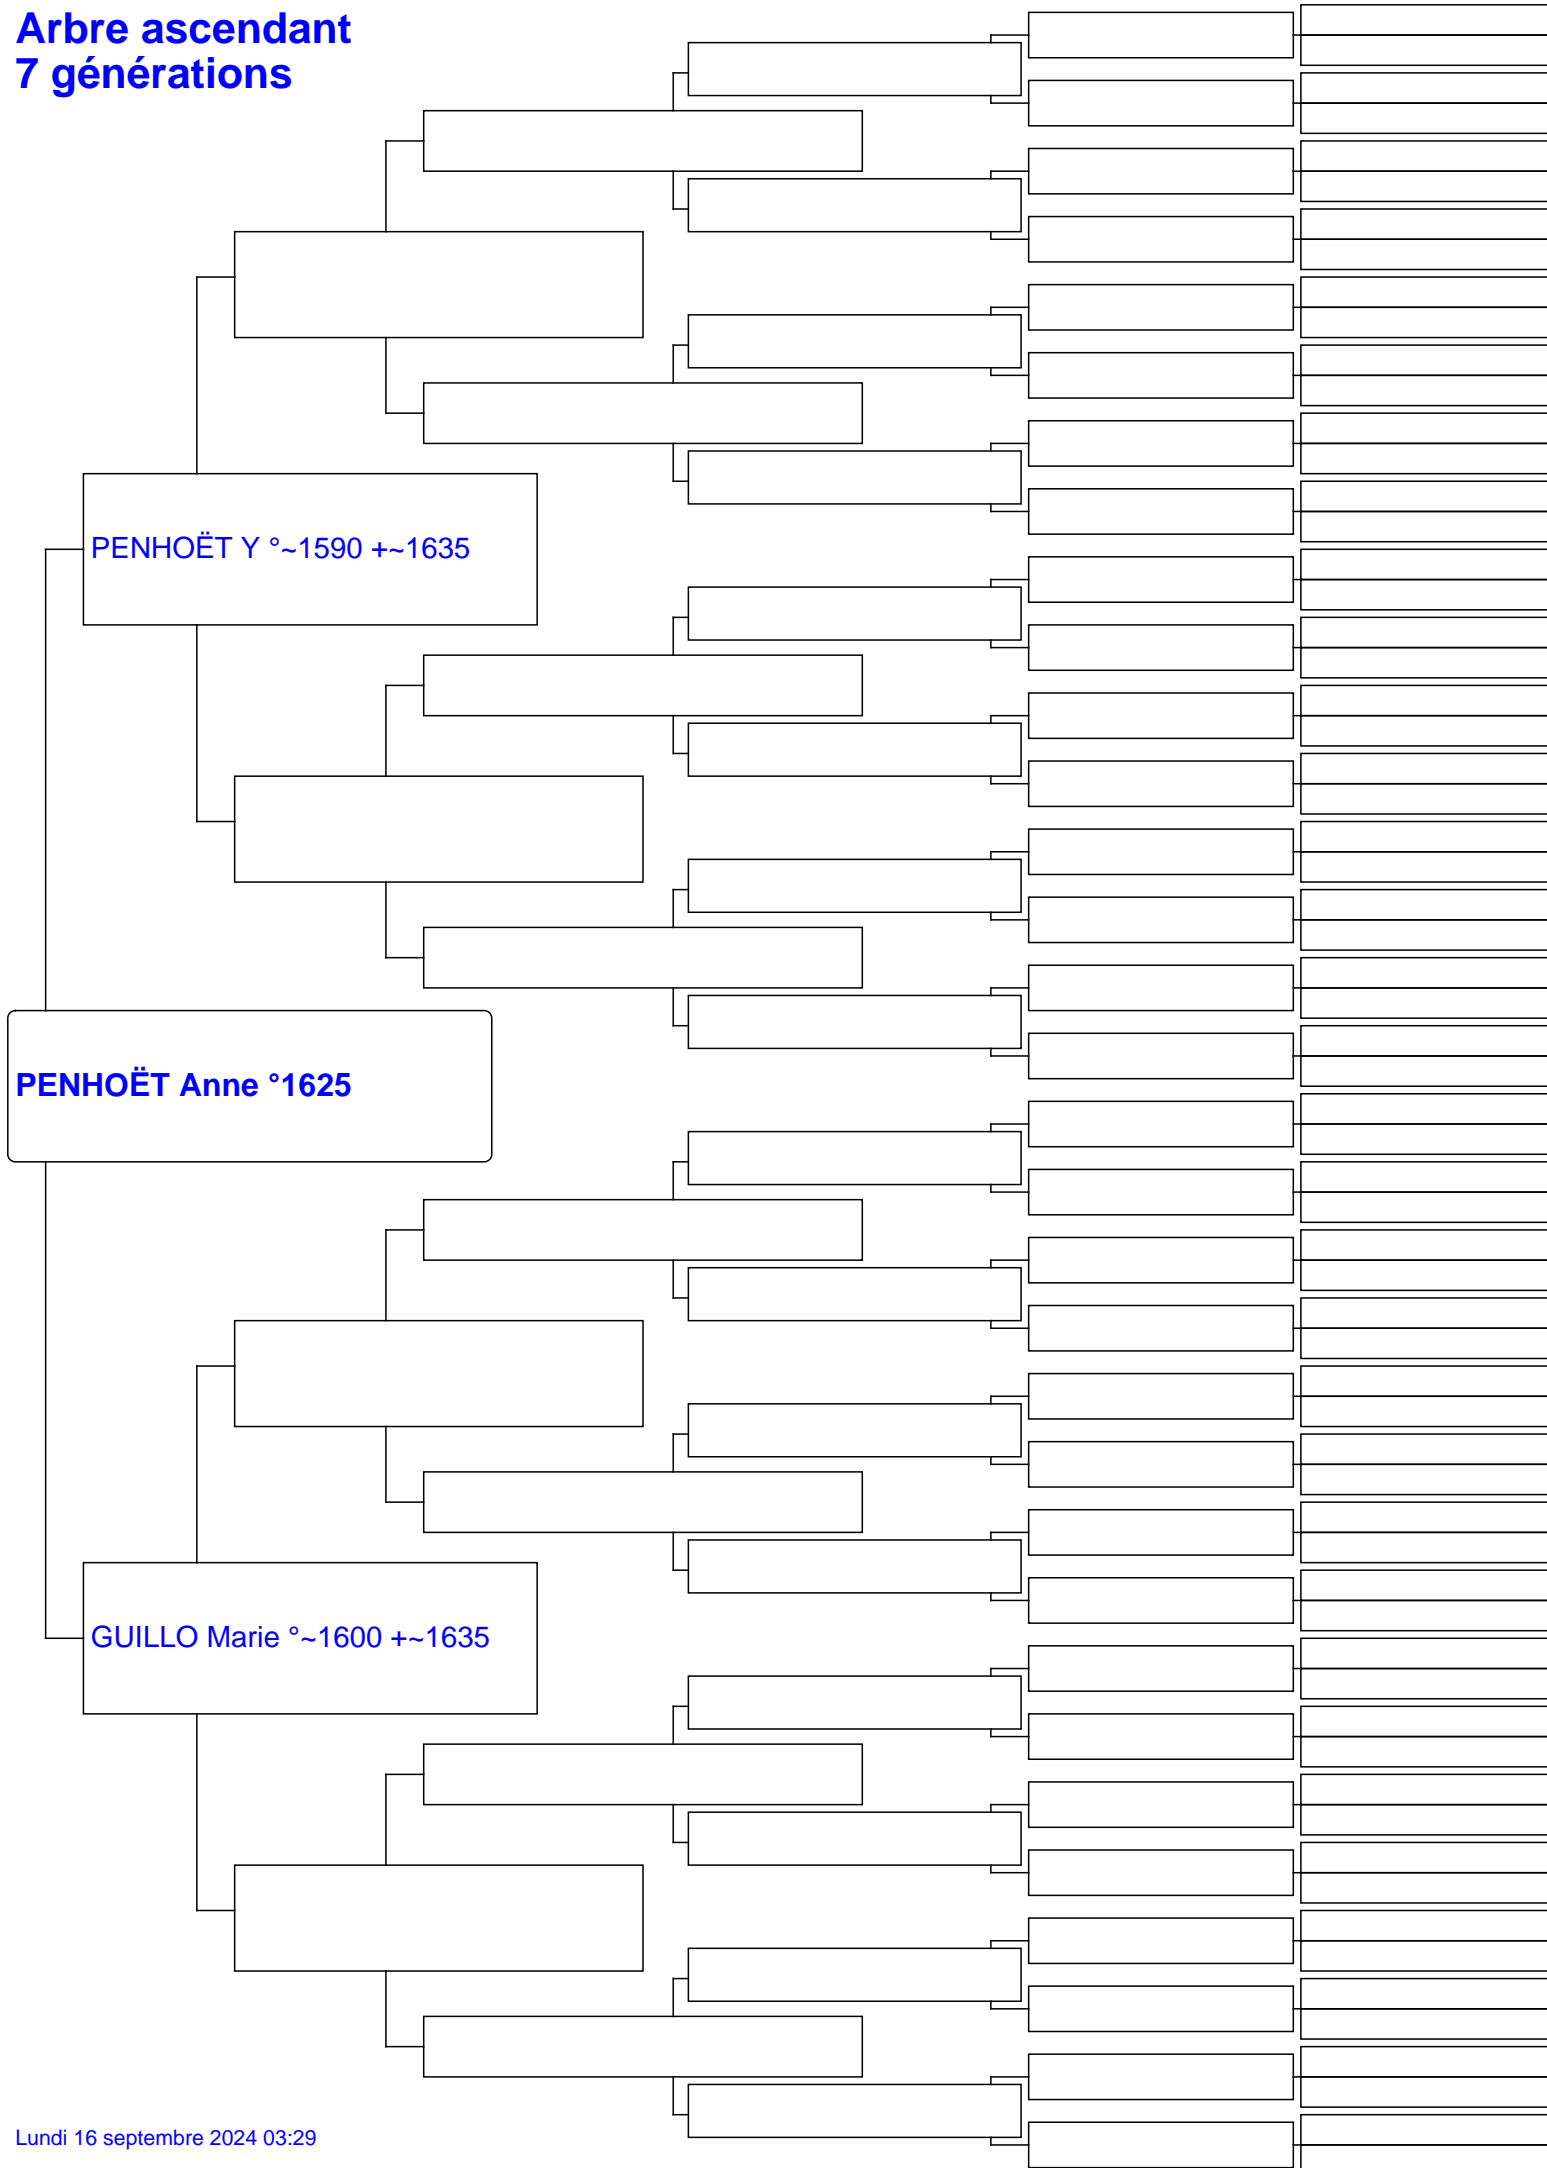 Arbre ascendant
7 générations
PENHOËT Y °~1590 +~1635
PENHOËT Anne °1625
GUILLO Marie °~1600 +~1635
Lundi 16 septembre 2024 03:29